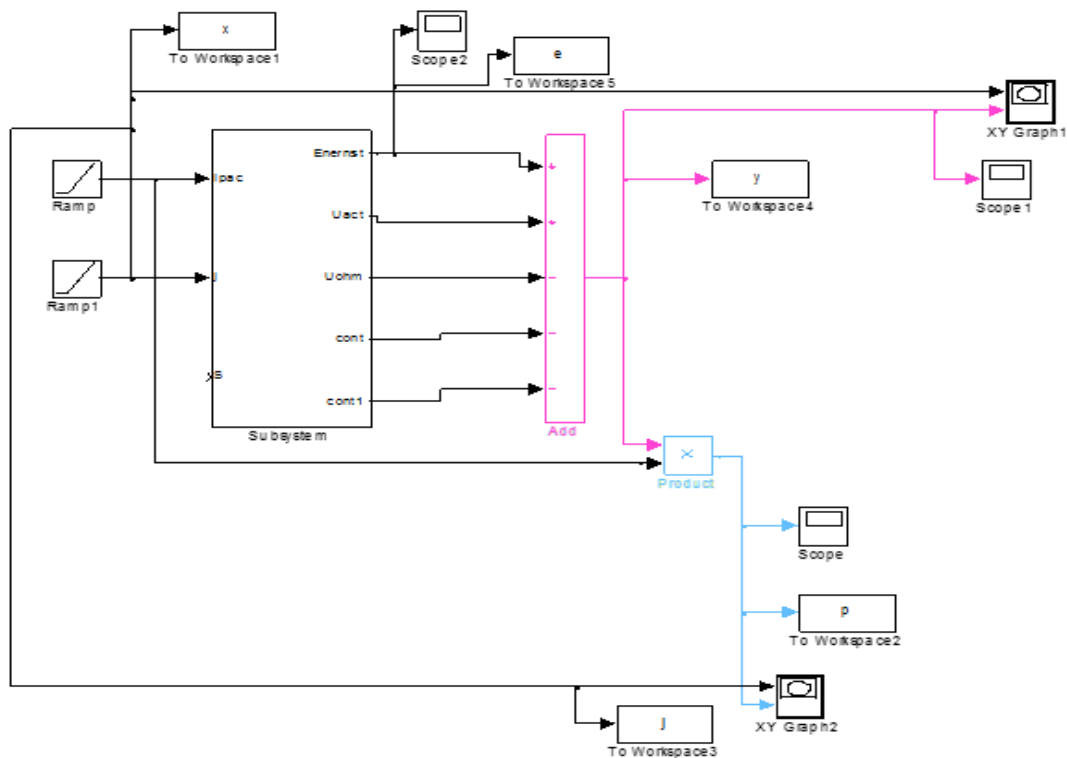 x
To Workspace1
Scope2
e
To Workspace5
XY Graph1
Enernst
Ramp
Ipac
+
y
To Workspace4
Scope1
Uact
+
Ramp1
j
Uohm
−
cont
−
S
cont1
−
Subsystem
Add
×
Product
Scope
p
To Workspace2
XY Graph2
J
To Workspace3